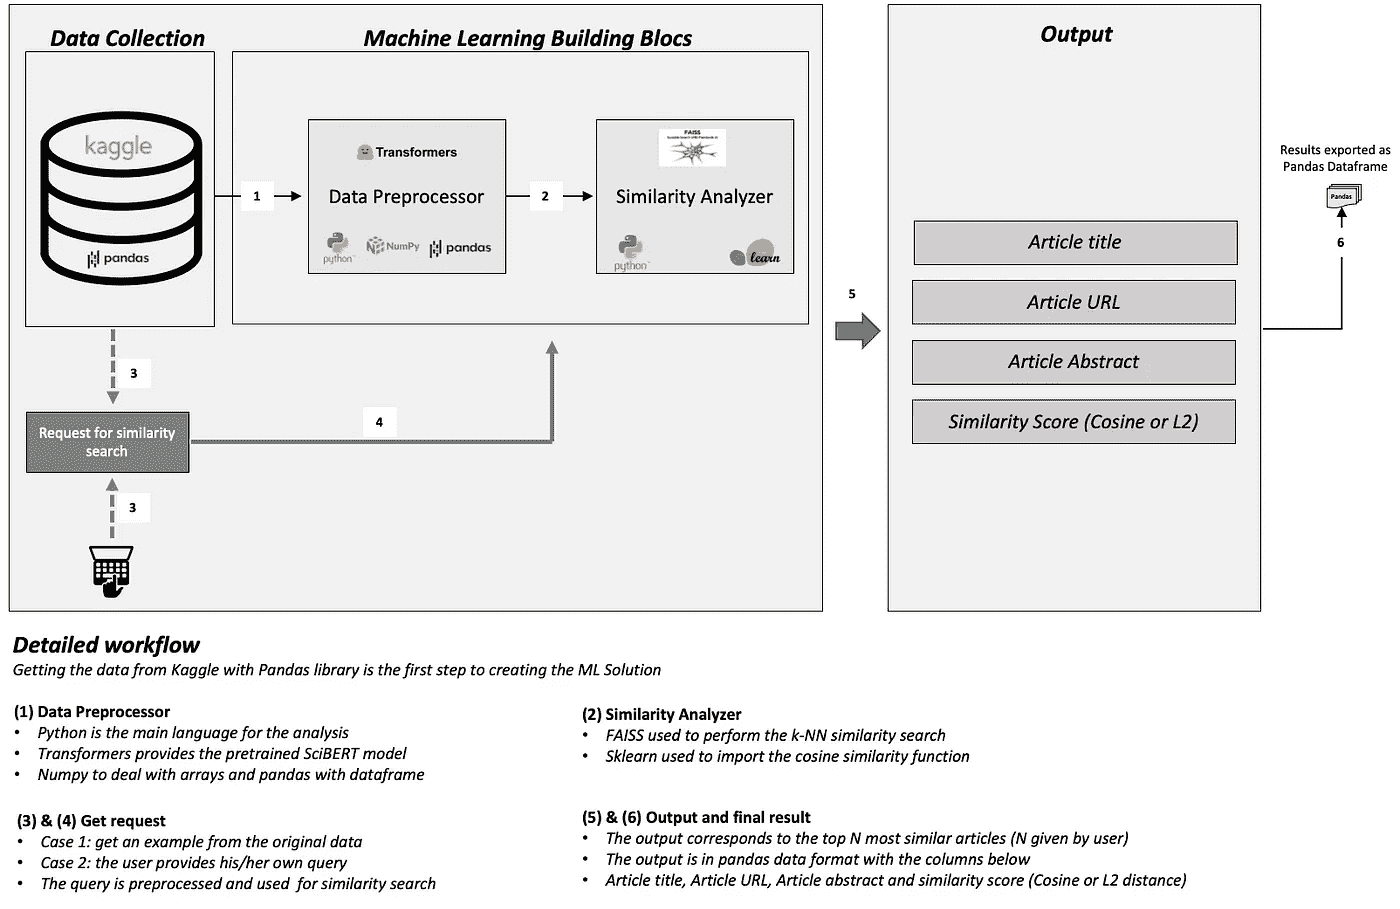 Data Collection
Machine Learning Building Blocs
Output
kaggle
pandas
1
Transformers
Data Preprocessor
python
NumPy
pandas
2
FAISS
Similarity Analyzer
python
learn
3
Request for similarity
search
4
3
5
Article title
Article URL
Article Abstract
Similarity Score (Cosine or L2)
Results exported as
Pandas Dataframe
Pandas
6
Detailed workflow
Getting the data from Kaggle with Pandas library is the first step to creating the ML Solution
(1) Data Preprocessor
• Python is the main language for the analysis
• Transformers provides the pretrained SciBERT model
• Numpy to deal with arrays and pandas with dataframe
(2) Similarity Analyzer
• FAISS used to perform the k-NN similarity search
• Sklearn used to import the cosine similarity function
(3) & (4) Get request
• Case 1: get an example from the original data
• Case 2: the user provides his/her own query
• The query is preprocessed and used for similarity search
(5) & (6) Output and final result
• The output corresponds to the top N most similar articles (N given by user)
• The output is in pandas data format with the columns below
• Article title, Article URL, Article abstract and similarity score (Cosine or L2 distance)